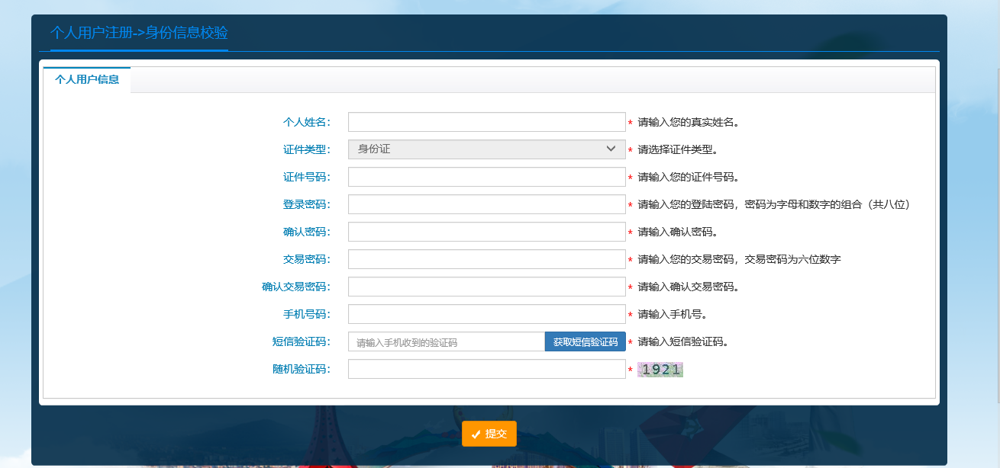 个人用户注册->身份信息校验
个人用户信息
个人姓名： * 请输入您的真实姓名。
证件类型： 身份证 * 请选择证件类型。
证件号码： * 请输入您的证件号码。
登录密码： * 请输入您的登陆密码，密码为字母和数字的组合（共八位）
确认密码： * 请输入确认密码。
交易密码： * 请输入您的交易密码，交易密码为六位数字
确认交易密码： * 请输入确认交易密码。
手机号码： * 请输入手机号。
短信验证码： 请输入手机收到的验证码 获取短信验证码 * 请输入短信验证码。
随机验证码： * 1921
提交